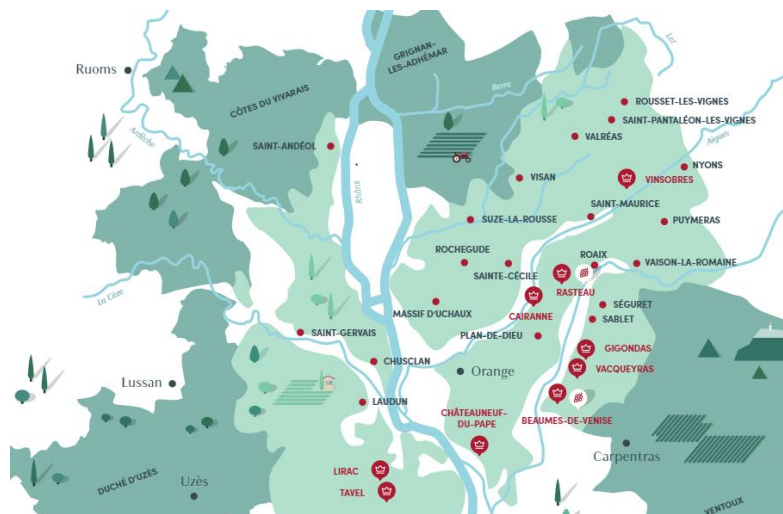 GRIGNAN-
LES-ADHÉMAR
Lez
Ruoms
Berre
CÔTES DU VIVARAIS
ROUSSET-LES-VIGNES
SAINT-PANTALÉON-LES-VIGNES
Ardèche
VALRÉAS
Aigues
SAINT-ANDÉOL
NYONS
Rhône
VISAN
VINSOBRES
SAINT-MAURICE
SUZE-LA-ROUSSE
PUYMERAS
ROCHEGUDE
ROAIX
SAINTE-CÉCILE
VAISON-LA-ROMAINE
RASTEAU
La Cèze
MASSIF D'UCHAUX
CAIRANNE
SÉGURET
SABLET
SAINT-GERVAIS
PLAN-DE-DIEU
GIGONDAS
CHUSCLAN
VACQUEYRAS
Orange
Lussan
LAUDUN
CHÂTEAUNEUF-
DU-PAPE
BEAUMES-DE-VENISE
Carpentras
LIRAC
DUCHÉ D'UZÈS
Uzès
TAVEL
VENTOUX